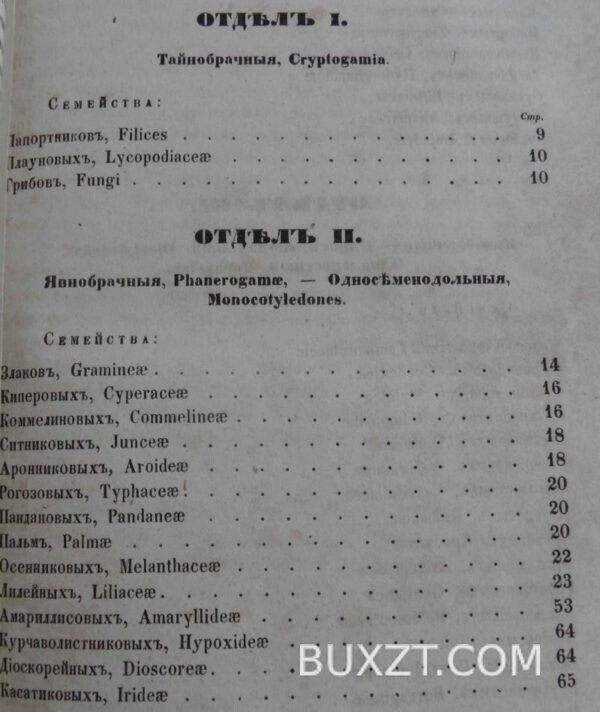 ОТДѢЛЪ I.
Тайнобрачныя, Cryptogamia.
Семейства:
Стр.
Папортниковъ, Filices . . . . . . . . . . . . . 9
Плауновыхъ, Lycopodiaceæ . . . . . . . . . . . 10
Грибовъ, Fungi . . . . . . . . . . . . . . 10
ОТДѢЛЪ II.
Явнобрачныя, Phanerogamæ, — Односѣменодольныя,
Monocotyledones.
Семейства:
Злаковъ, Gramineæ . . . . . . . . . . . . . 14
Киперовыхъ, Cyperaceæ . . . . . . . . . . . . 16
Коммелиновыхъ, Commelineæ . . . . . . . . . . 16
Ситниковыхъ, Junceæ . . . . . . . . . . . . 18
Аронниковыхъ, Aroideæ . . . . . . . . . . . 18
Рогозовыхъ, Typhaceæ . . . . . . . . . . . . 20
Пандановыхъ, Pandaneæ . . . . . . . . . . . 20
Пальмъ, Palmæ . . . . . . . . . . . . . . 20
Осенниковыхъ, Melanthaceæ . . . . . . . . . . 22
Лилейныхъ, Liliaceæ . . . . . . . . . . . . 23
Амариллисовыхъ, Amaryllideæ . . . . . . . . . 53
Курчаволистниковыхъ, Hypoxideæ . . . . . . . . 64
Діоскорейныхъ, Dioscoreæ . . . . . . . . . . 64
Касатиковыхъ, Irideæ . . . . . . . . . . . . 65
BUXZT.COM